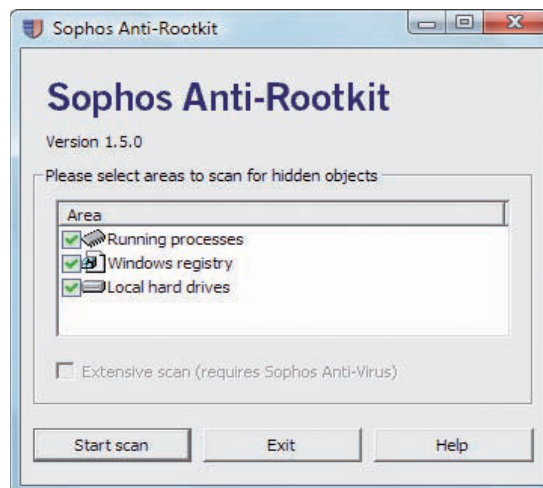 Sophos Anti-Rootkit
Sophos Anti-Rootkit
Version 1.5.0
Please select areas to scan for hidden objects
Area
Running processes
Windows registry
Local hard drives
Extensive scan (requires Sophos Anti-Virus)
Start scan Exit Help